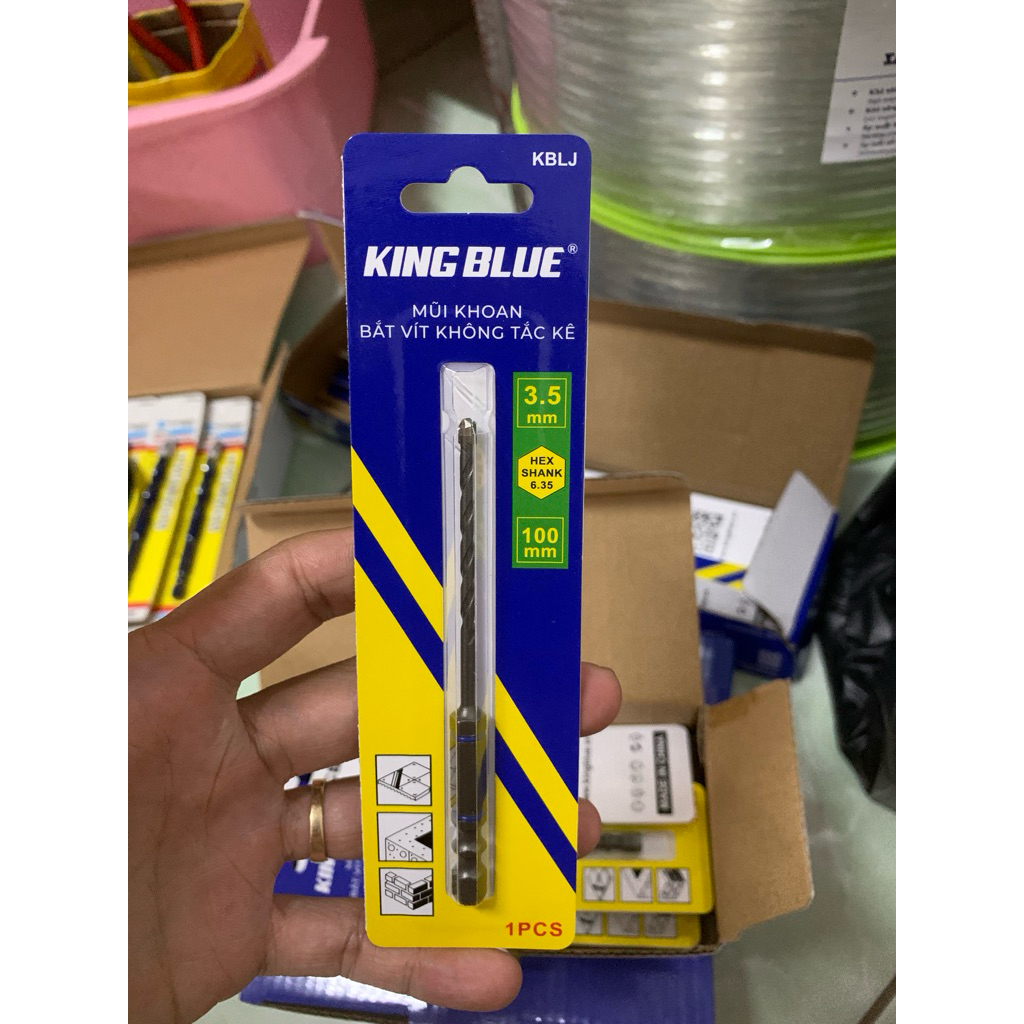 KBLJ
KING BLUE®
MŨI KHOAN
BẮT VÍT KHÔNG TẮC KÊ
3.5
mm
HEX
SHANK
6.35
100
mm
1PCS